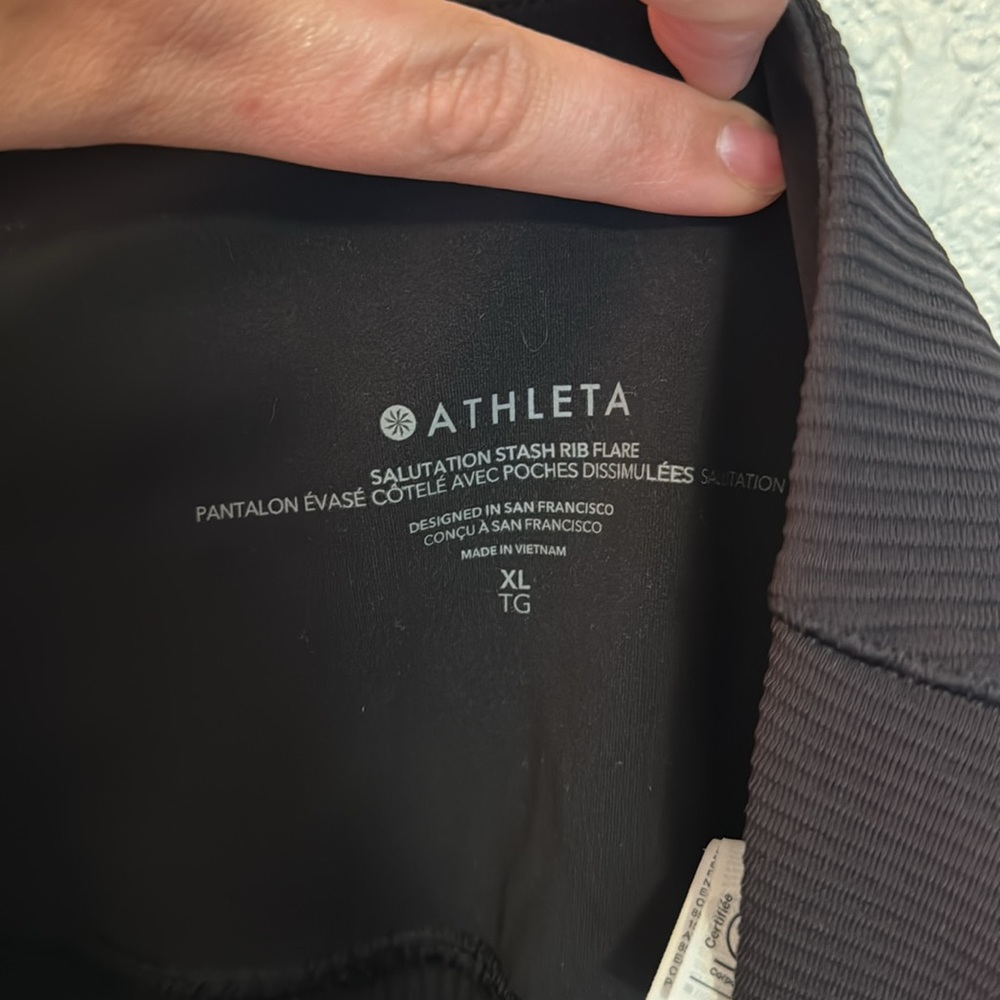 ATHLETA
SALUTATION STASH RIB FLARE
PANTALON ÉVASÉ CÔTELÉ AVEC POCHES DISSIMULÉES SALUTATION
DESIGNED IN SAN FRANCISCO
CONÇU À SAN FRANCISCO
MADE IN VIETNAM
XL
TG
Certifiée